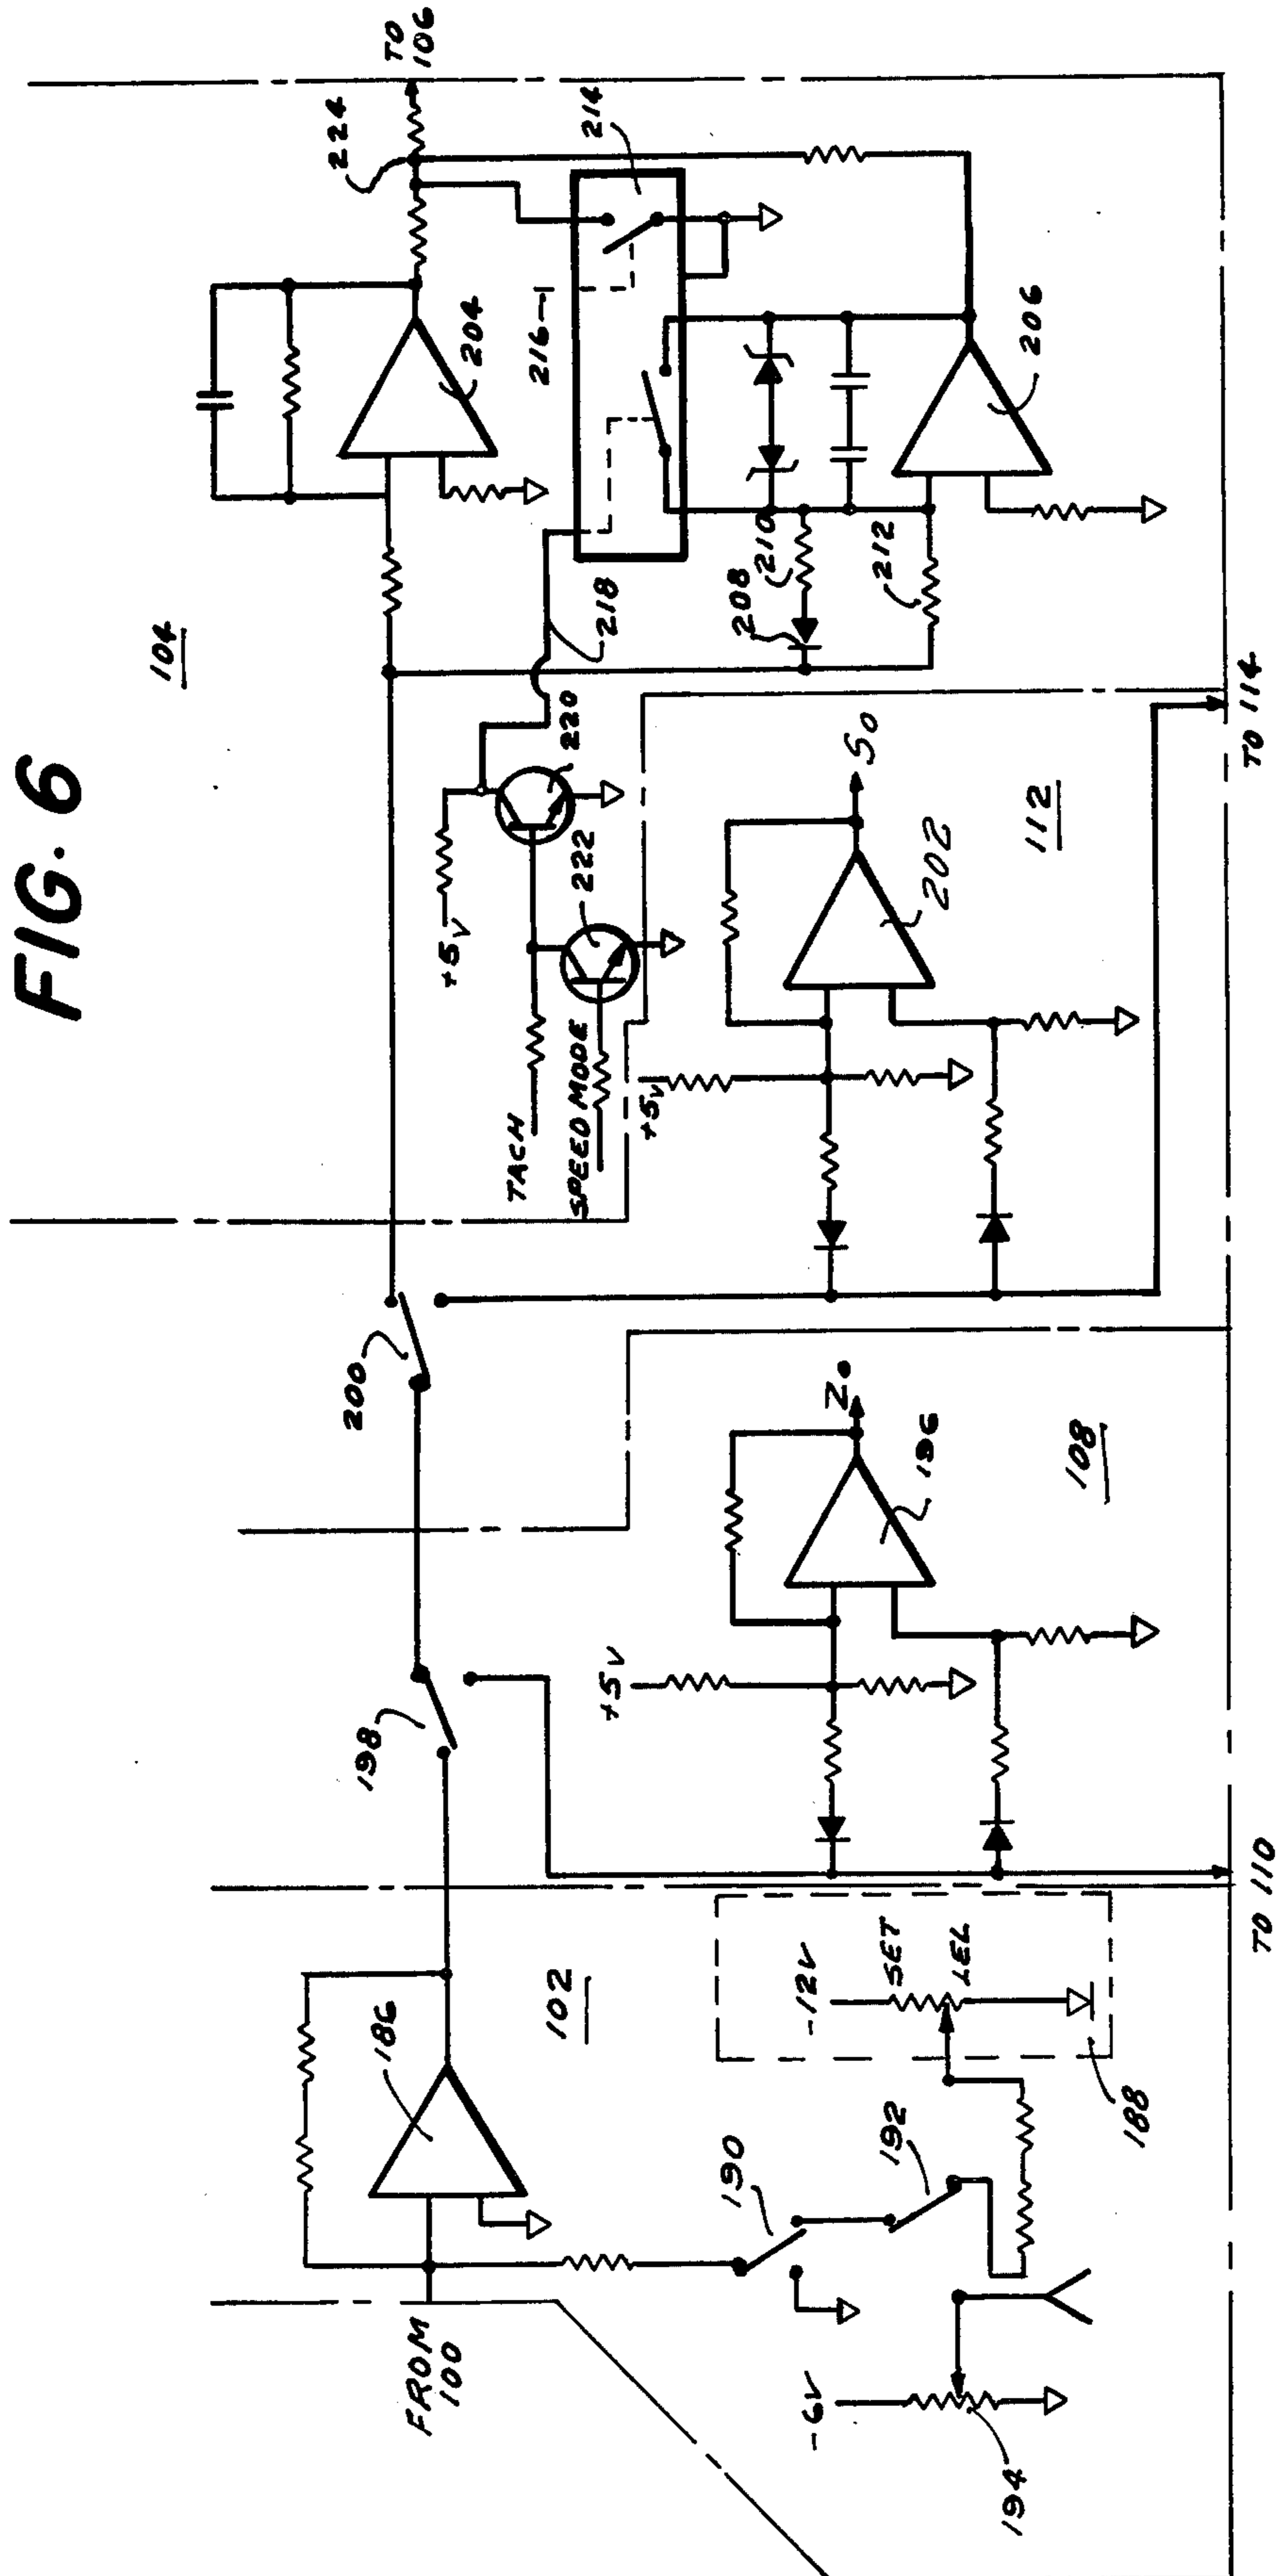 FIG. 6
104
TO
106
224
204
214
216
218
210
208
212
206
220
222
+5V
TACH
SPEED MODE
+5V
202
SO
112
TO 114
200
198
+5V
196
ZO
108
TO 110
186
102
FROM
100
190
192
-12V
SET
LEL
188
-6V
194